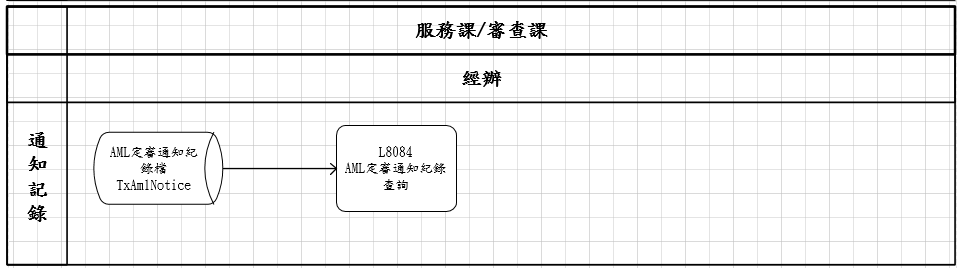 服務課/審查課
經辦
通
知
記
錄
AML定審通知紀
錄檔
TxAmlNotice
L8084
AML定審通知紀錄
查詢